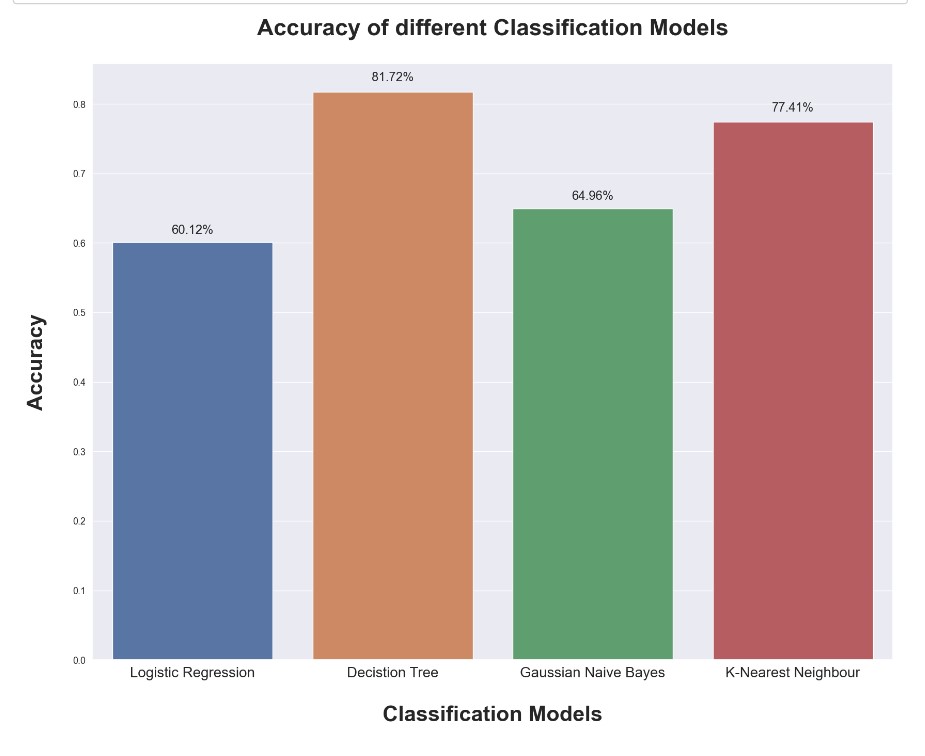 Accuracy of different Classification Models
81.72%
0.8
77.41%
0.7
64.96%
60.12%
0.6
0.5
Accuracy
0.4
0.3
0.2
0.1
0.0
Logistic Regression
Decistion Tree
Gaussian Naive Bayes
K-Nearest Neighbour
Classification Models